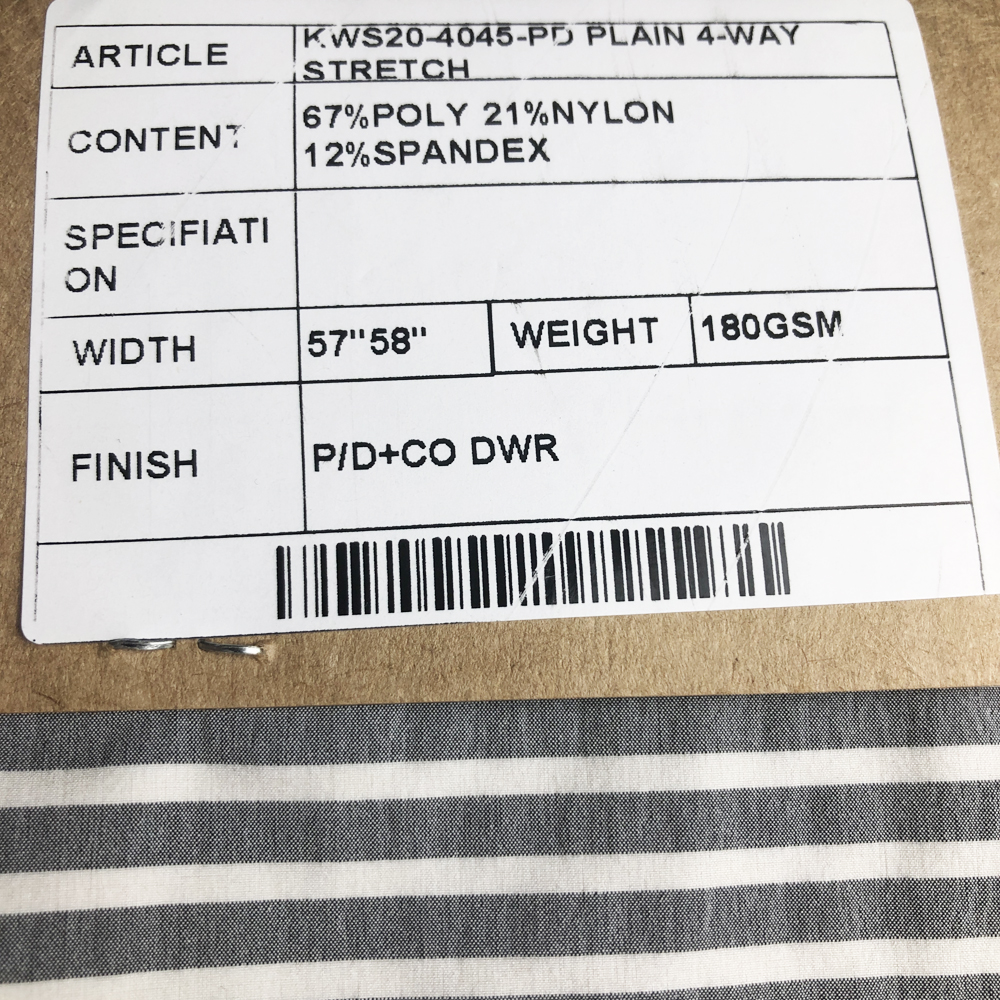 ARTICLE
KWS20-4045-PD PLAIN 4-WAY
STRETCH
CONTENT
67%POLY 21%NYLON
12%SPANDEX
SPECIFIATI
ON
WIDTH
57"58"
WEIGHT
180GSM
FINISH
P/D+CO DWR